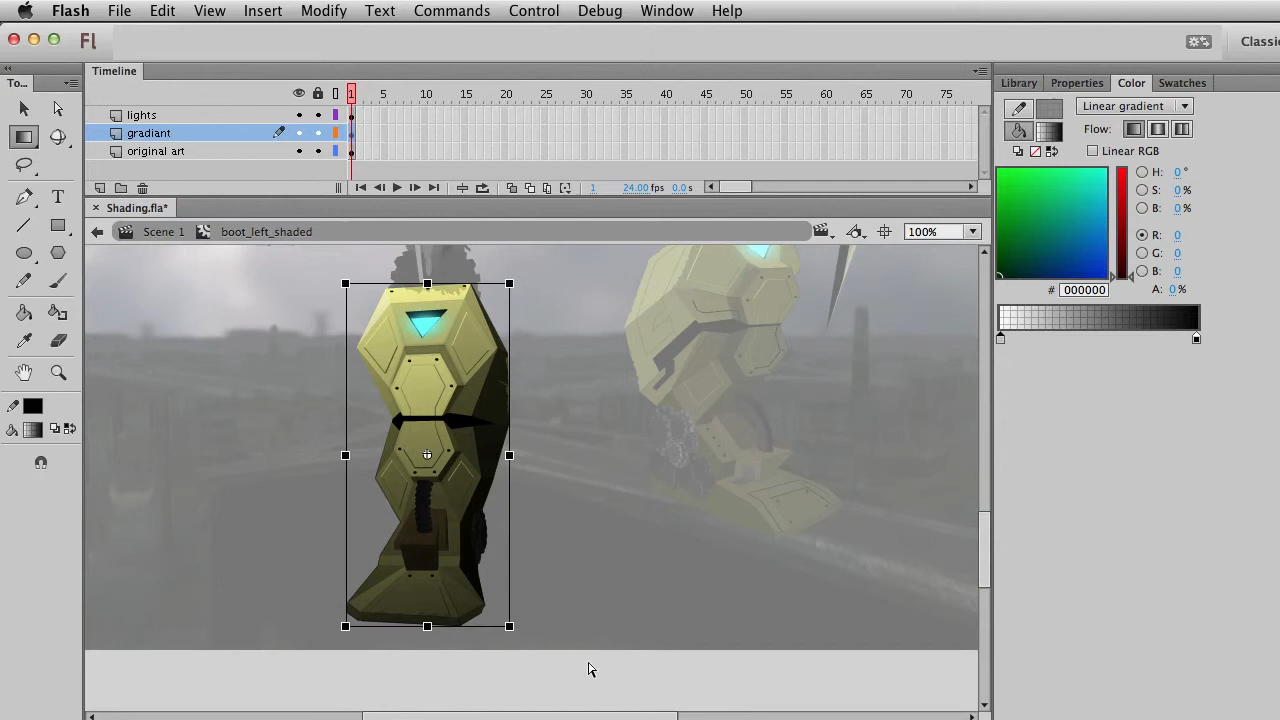 Flash File Edit View Insert Modify Text Commands Control Debug Window Help
Fl
Classic
To...
Timeline
Library Properties Color Swatches
1 5 10 15 20 25 30 35 40 45 50 55 60 65 70 75
lights
gradiant
original art
Linear gradient
Flow:
Linear RGB
H: 0 °
S: 0 %
B: 0 %
R: 0
G: 0
B: 0
# 000000 A: 0 %
1 24.00 fps 0.0 s
Shading.fla*
Scene 1 boot_left_shaded
100%
T